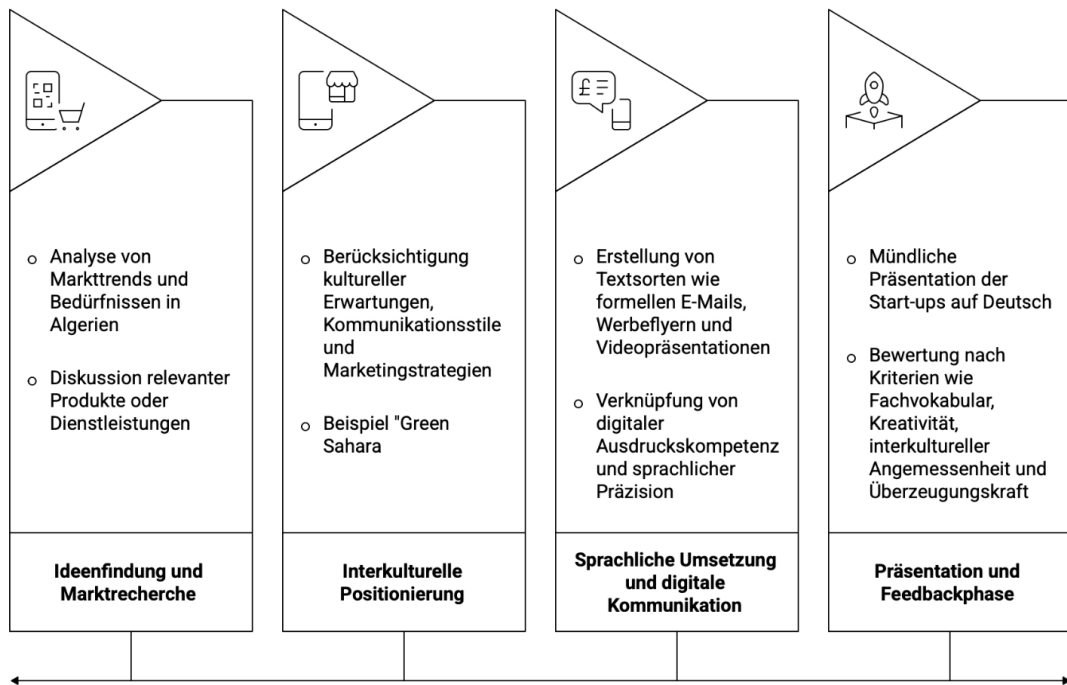 £
Analyse von
Markttrends und
Bedürfnissen in
Algerien
Diskussion relevanter
Produkte oder
Dienstleistungen
Ideenfindung und
Marktrecherche
Berücksichtigung
kultureller
Erwartungen,
Kommunikationsstile
und
Marketingstrategien
Beispiel "Green
Sahara
Interkulturelle
Positionierung
Erstellung von
Textsorten wie
formellen E-Mails,
Werbeflyern und
Videopräsentationen
Verknüpfung von
digitaler
Ausdruckskompetenz
und sprachlicher
Präzision
Sprachliche Umsetzung
und digitale
Kommunikation
Mündliche
Präsentation der
Start-ups auf Deutsch
Bewertung nach
Kriterien wie
Fachvokabular,
Kreativität,
interkultureller
Angemessenheit und
Überzeugungskraft
Präsentation und
Feedbackphase